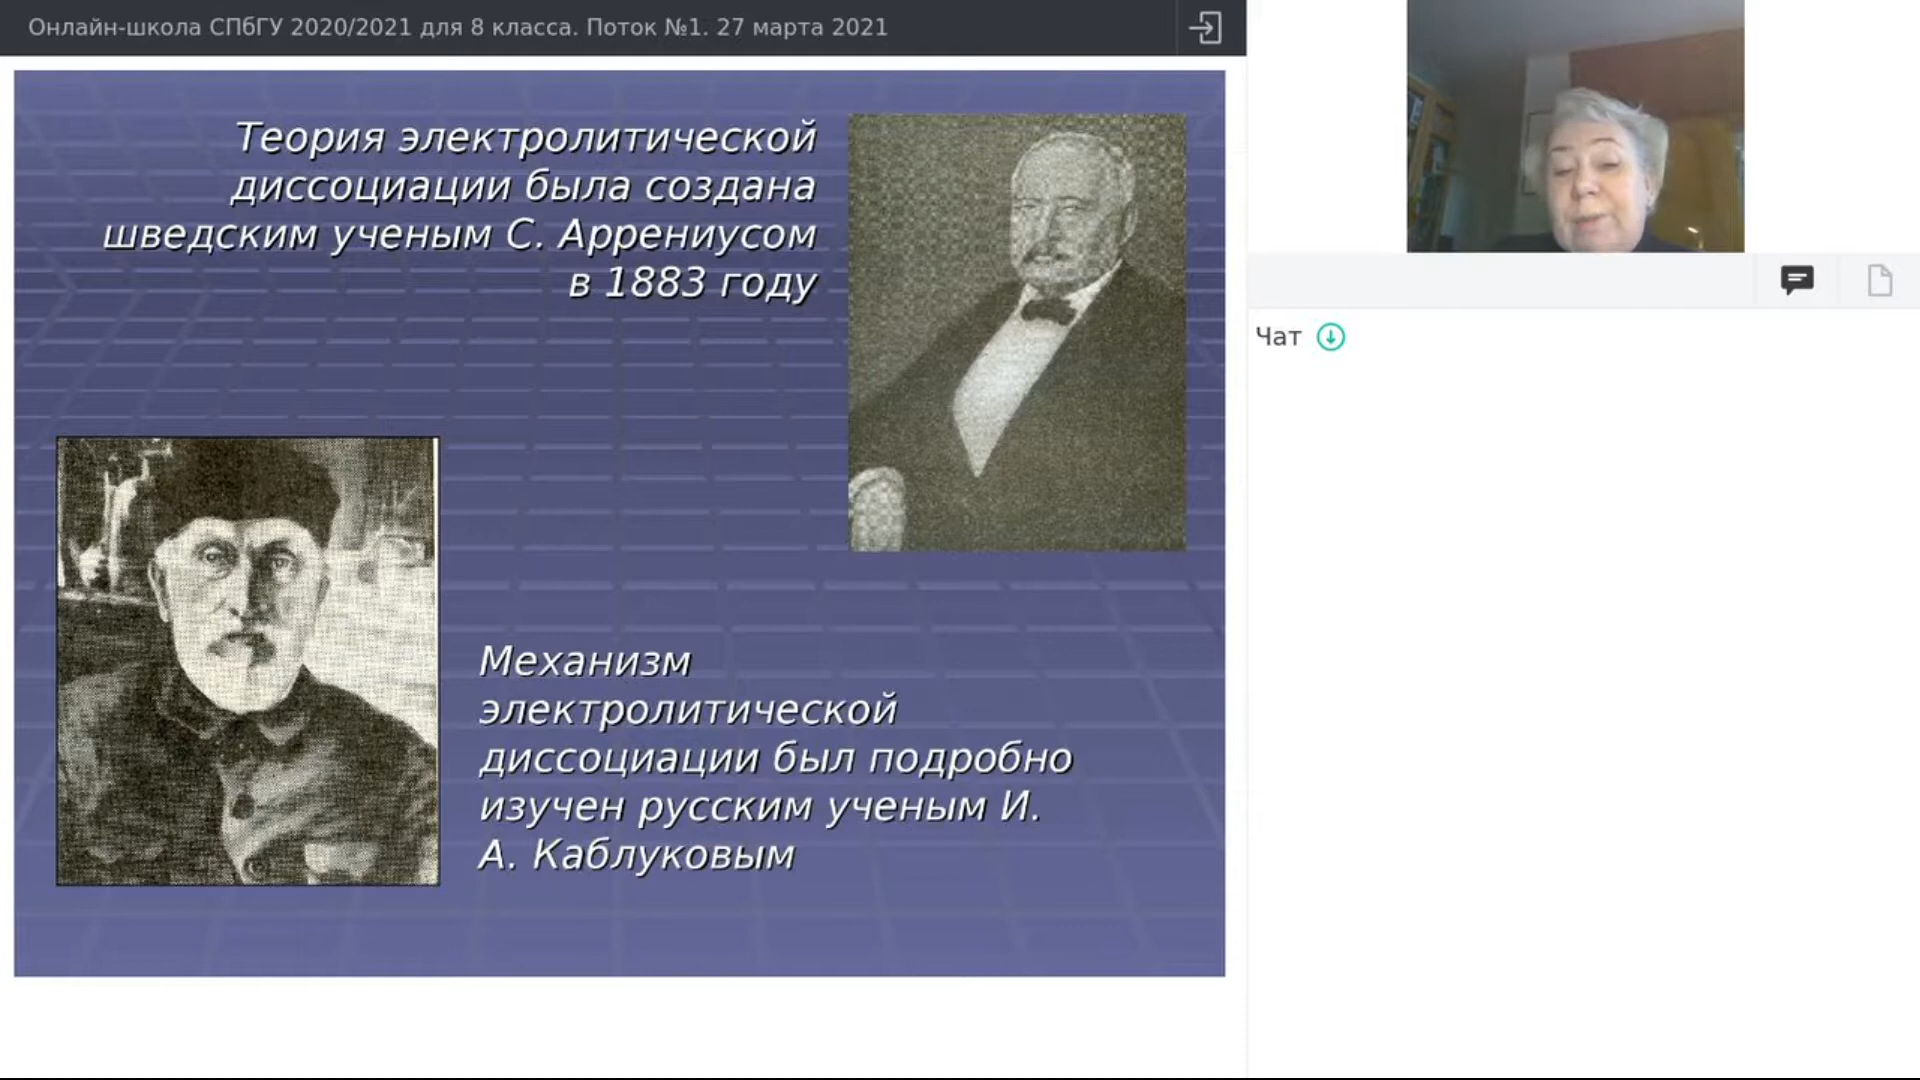 Онлайн-школа СПбГУ 2020/2021 для 8 класса. Поток №1. 27 марта 2021
Теория электролитической
диссоциации была создана
шведским ученым С. Аррениусом
в 1883 году
Механизм
электролитической
диссоциации был подробно
изучен русским ученым И.
А. Каблуковым
Чат